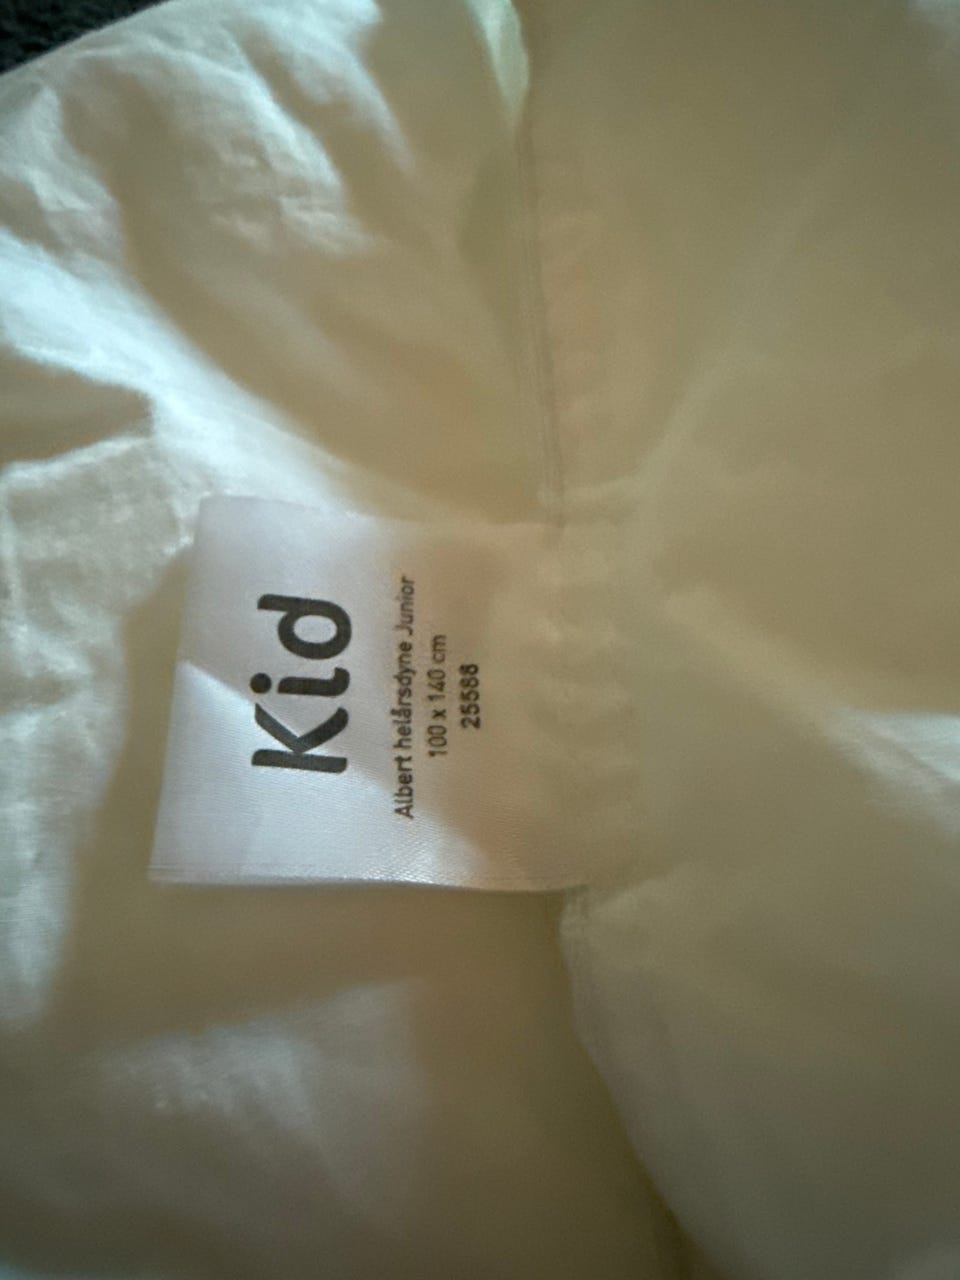 Kid
Albert helårsdyne Junior
100 x 140 cm
25588